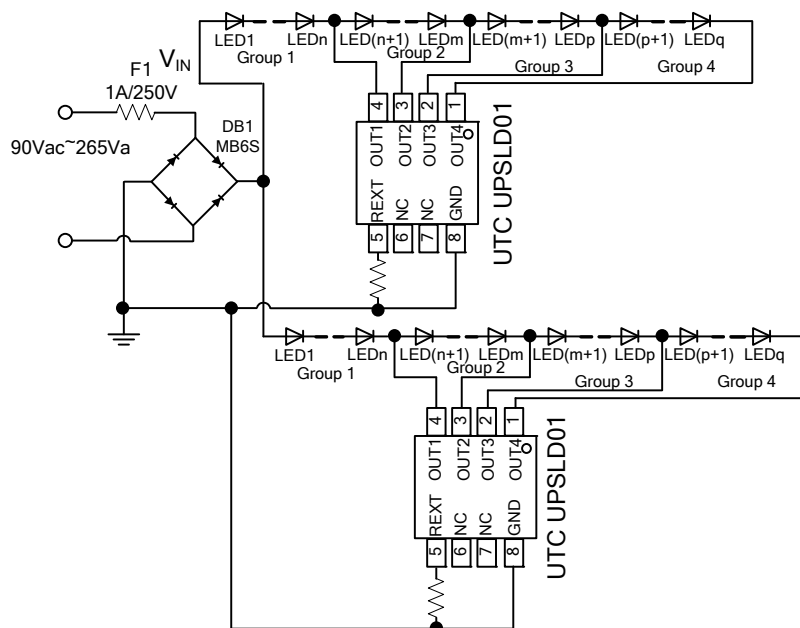 LED1 LEDn LED(n+1) LEDm LED(m+1) LEDp LED(p+1) LEDq
Group 1 Group 2 Group 3 Group 4
VIN
F1
1A/250V
DB1
MB6S
90Vac~265Va
4 3 2 1
OUT1 OUT2 OUT3 OUT4
REXT NC NC GND
5 6 7 8
UTC UPSLD01
LED1 LEDn LED(n+1) LEDm LED(m+1) LEDp LED(p+1) LEDq
Group 1 Group 2 Group 3 Group 4
4 3 2 1
OUT1 OUT2 OUT3 OUT4
REXT NC NC GND
5 6 7 8
UTC UPSLD01